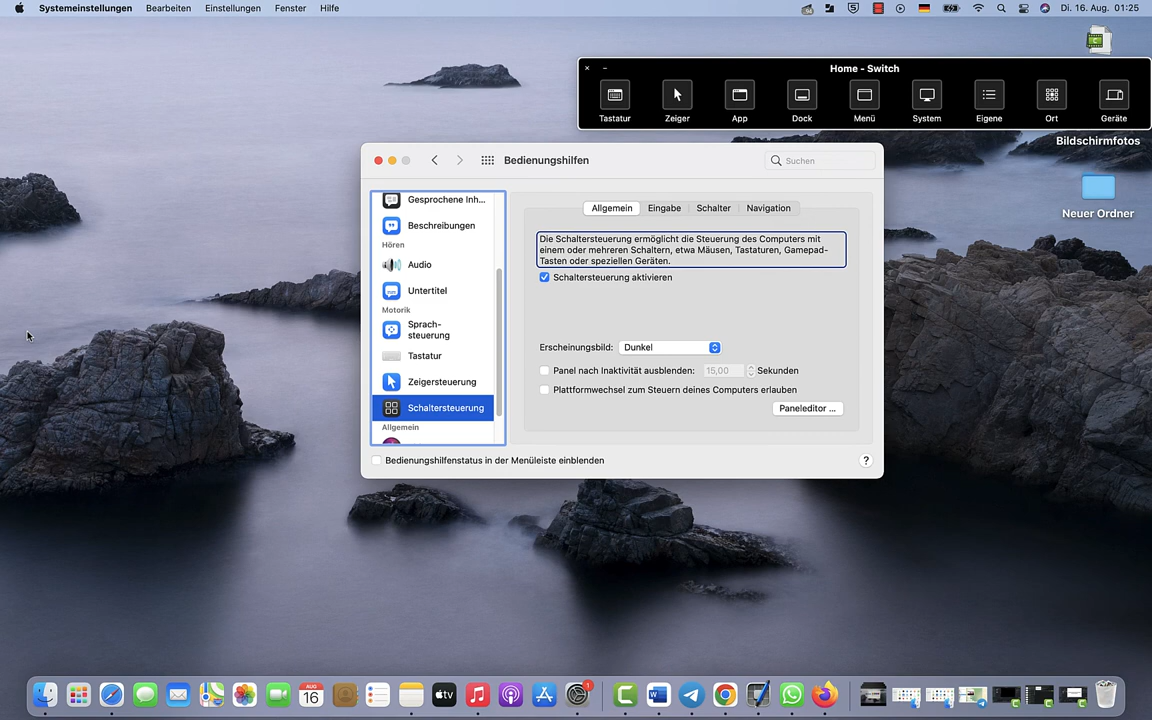 Systemeinstellungen Bearbeiten Einstellungen Fenster Hilfe Di. 16. Aug. 01:25
Home - Switch
Tastatur Zeiger App Dock Menü System Eigene Ort Geräte
Bildschirmfotos
Neuer Ordner
Bedienungshilfen
Suchen
Gesprochene Inh...
Beschreibungen
Hören
Audio
Untertitel
Motorik
Sprach-
steuerung
Tastatur
Zeigersteuerung
Schaltersteuerung
Allgemein
Allgemein Eingabe Schalter Navigation
Die Schaltersteuerung ermöglicht die Steuerung des Computers mit
einem oder mehreren Schaltern, etwa Mäusen, Tastaturen, Gamepad-
Tasten oder speziellen Geräten.
Schaltersteuerung aktivieren
Erscheinungsbild: Dunkel
Panel nach Inaktivität ausblenden: 15,00 Sekunden
Plattformwechsel zum Steuern deines Computers erlauben
Paneleditor ...
Bedienungshilfenstatus in der Menüleiste einblenden
?
AUG
16
tv
1